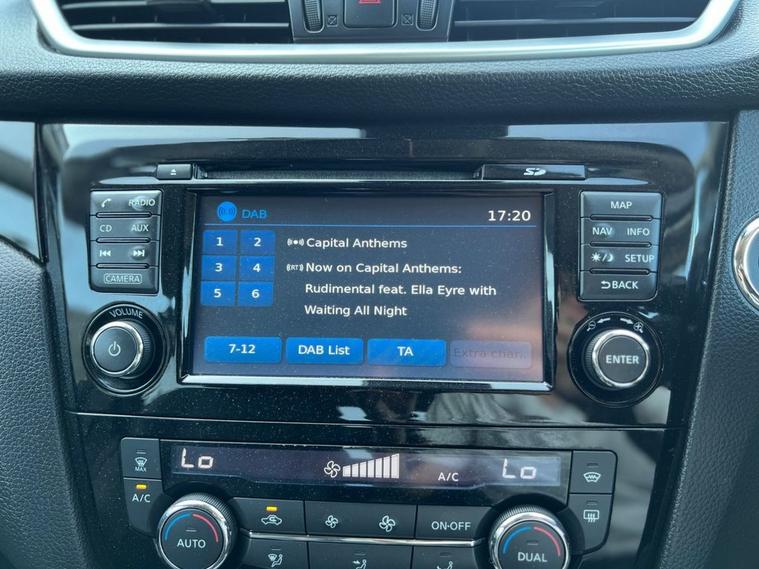 SD
RADIO
CD AUX
CAMERA
VOLUME
DAB
17:20
1 2
Capital Anthems
3 4
RT Now on Capital Anthems:
Rudimental feat. Ella Eyre with
5 6
Waiting All Night
7-12
DAB List
TA
Extra chan.
MAP
NAV INFO
SETUP
BACK
ENTER
MAX
A/C
Lo
A/C
Lo
ON·OFF
AUTO
DUAL